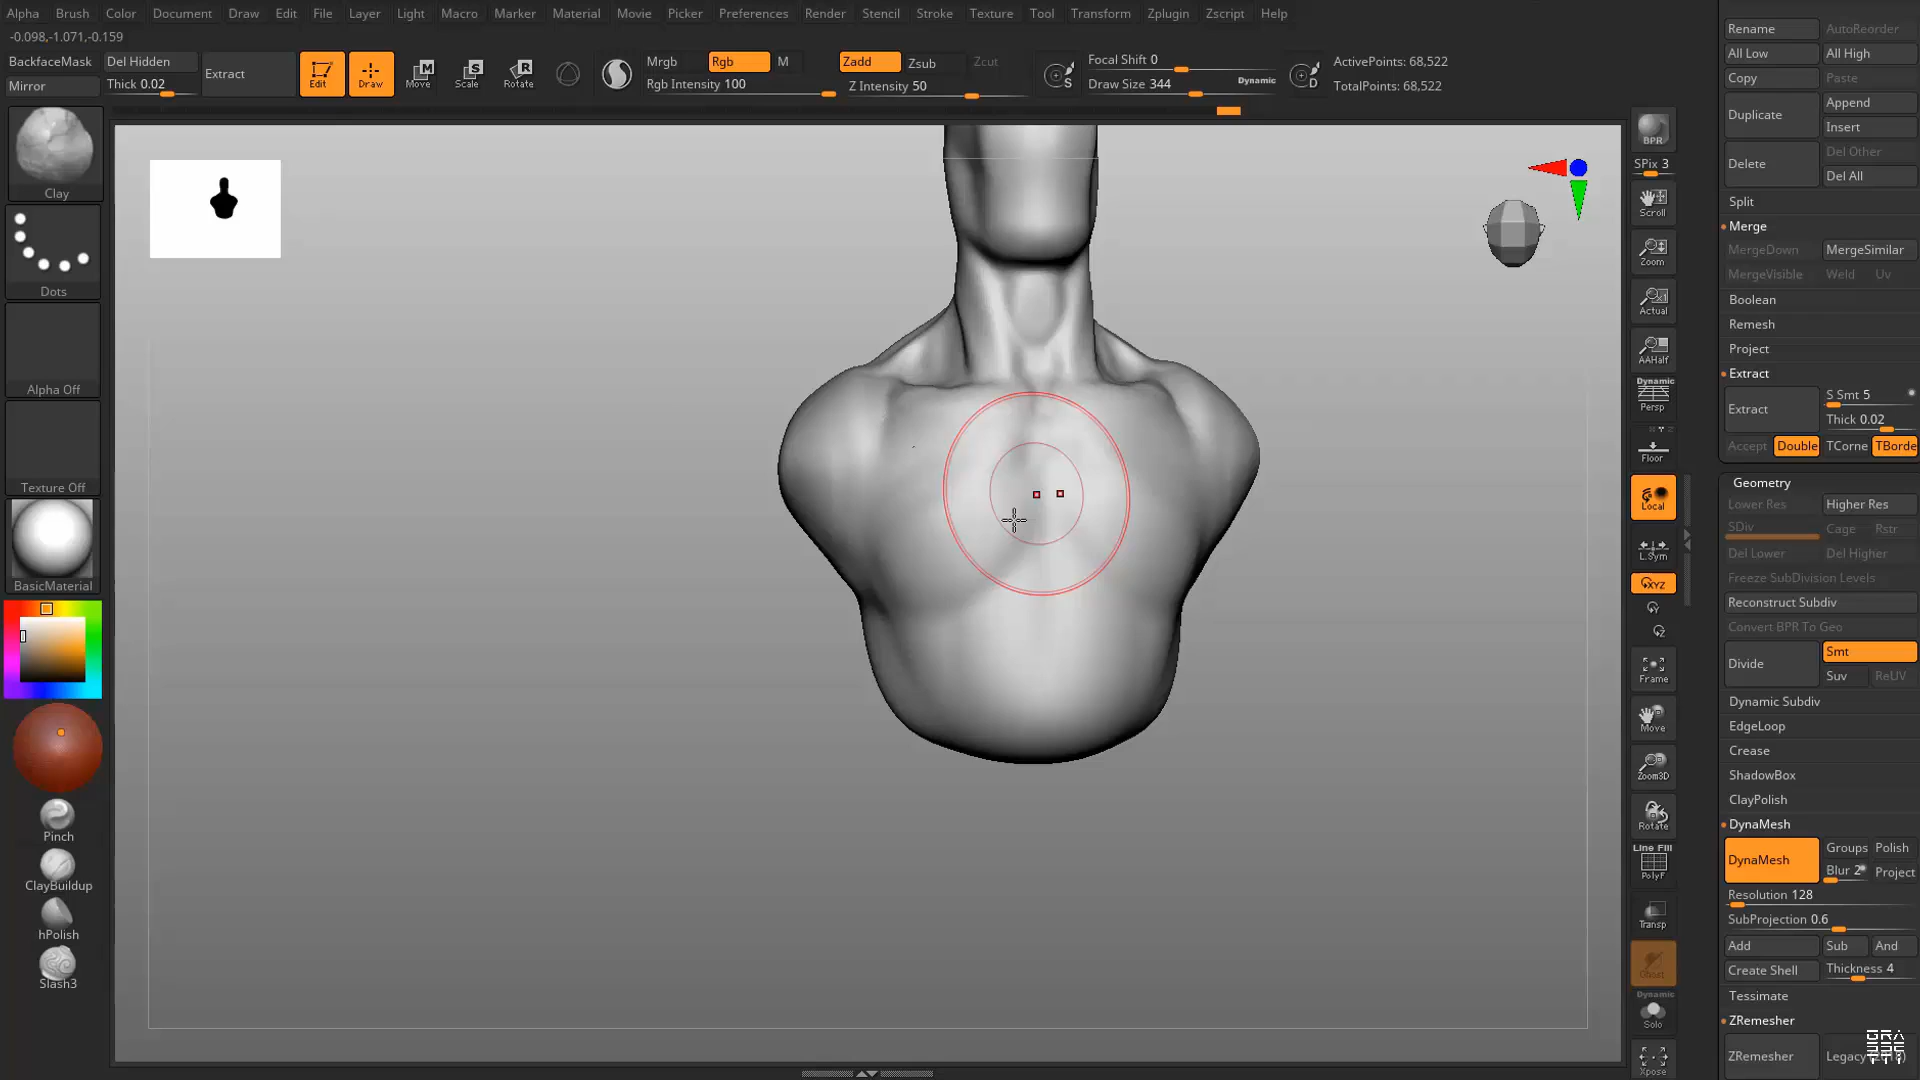 Alpha Brush Color Document Draw Edit File Layer Light Macro Marker Material Movie Picker Preferences Render Stencil Stroke Texture Tool Transform Zplugin Zscript Help
-0.098,-1.071,-0.159
BackfaceMask Del Hidden
Mirror Thick 0.02
Extract
Edit Draw Move Scale Rotate
Mrgb Rgb M
Rgb Intensity 100
Zadd Zsub Zcut
Z Intensity 50
Focal Shift 0
Draw Size 344 Dynamic
ActivePoints: 68,522
TotalPoints: 68,522
Clay
Dots
Alpha Off
Texture Off
BasicMaterial
Pinch
ClayBuildup
hPolish
Slash3
BPR
SPix 3
Scroll
Zoom
Actual
AAHalf
Dynamic
Persp
Floor
Local
L.Sym
XYZ
Frame
Move
Zoom3D
Rotate
Line Fill
PolyF
Transp
Ghost
Dynamic
Solo
Xpose
Rename AutoReorder
All Low All High
Copy Paste
Duplicate Append
Insert
Delete Del Other
Del All
Split
Merge
MergeDown MergeSimilar
MergeVisible Weld Uv
Boolean
Remesh
Project
Extract
Extract S Smt 5
Thick 0.02
Accept Double TCorne TBorde
Geometry
Lower Res Higher Res
SDiv Cage Rstr
Del Lower Del Higher
Freeze SubDivision Levels
Reconstruct Subdiv
Convert BPR To Geo
Divide Smt
Suv ReUV
Dynamic Subdiv
EdgeLoop
Crease
ShadowBox
ClayPolish
DynaMesh
DynaMesh Groups Polish
Blur 2 Project
Resolution 128
SubProjection 0.6
Add Sub And
Create Shell Thickness 4
Tessimate
ZRemesher
ZRemesher